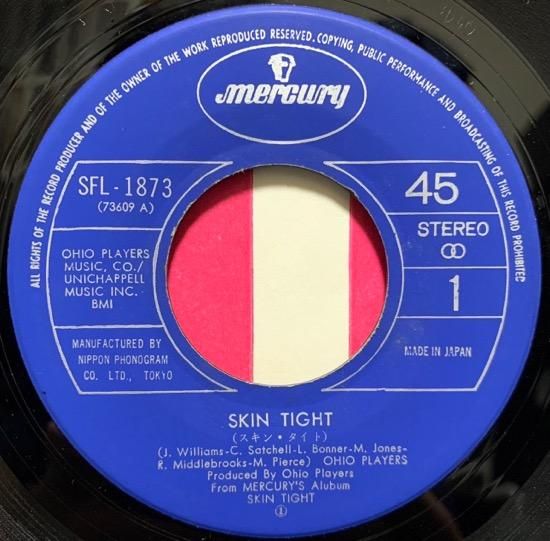 ALL RIGHTS OF THE RECORD PRODUCER AND OF THE OWNER OF THE WORK REPRODUCED RESERVED. COPYING, PUBLIC PERFORMANCE AND BROADCASTING OF THIS RECORD PROHIBITED
mercury
SFL-1873
(73609 A)
45
STEREO
1
OHIO PLAYERS
MUSIC, CO./
UNICHAPPELL
MUSIC INC.
BMI
MANUFACTURED BY
NIPPON PHONOGRAM
CO. LTD., TOKYO
MADE IN JAPAN
SKIN TIGHT
(スキン・タイト)
(J. Williams-C. Satchell-L. Bonner-M. Jones-
R. Middlebrooks-M. Pierce) OHIO PLAYERS
Produced By Ohio Players
From MERCURY'S Alubum
SKIN TIGHT